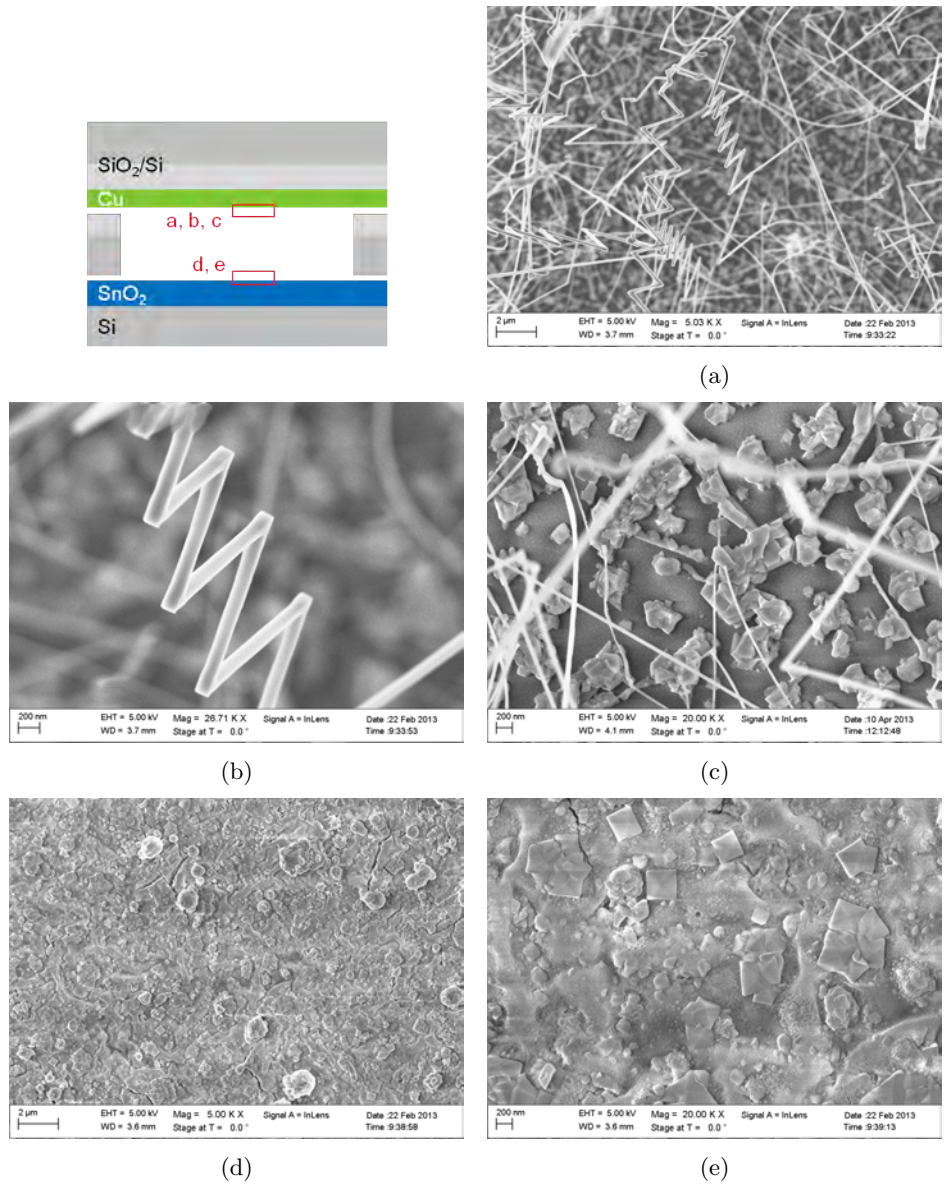 SiO2/Si
Cu
a, b, c
d, e
SnO2
Si
2 µm EHT = 5.00 kV Mag = 5.03 K X Signal A = InLens Date :22 Feb 2013
WD = 3.7 mm Stage at T = 0.0 ° Time :9:33:22
(a)
200 nm EHT = 5.00 kV Mag = 26.71 K X Signal A = InLens Date :22 Feb 2013
WD = 3.7 mm Stage at T = 0.0 ° Time :9:33:53
(b)
200 nm EHT = 5.00 kV Mag = 20.00 K X Signal A = InLens Date :10 Apr 2013
WD = 4.1 mm Stage at T = 0.0 ° Time :12:12:48
(c)
2 µm EHT = 5.00 kV Mag = 5.00 K X Signal A = InLens Date :22 Feb 2013
WD = 3.6 mm Stage at T = 0.0 ° Time :9:38:58
(d)
200 nm EHT = 5.00 kV Mag = 20.00 K X Signal A = InLens Date :22 Feb 2013
WD = 3.6 mm Stage at T = 0.0 ° Time :9:39:13
(e)